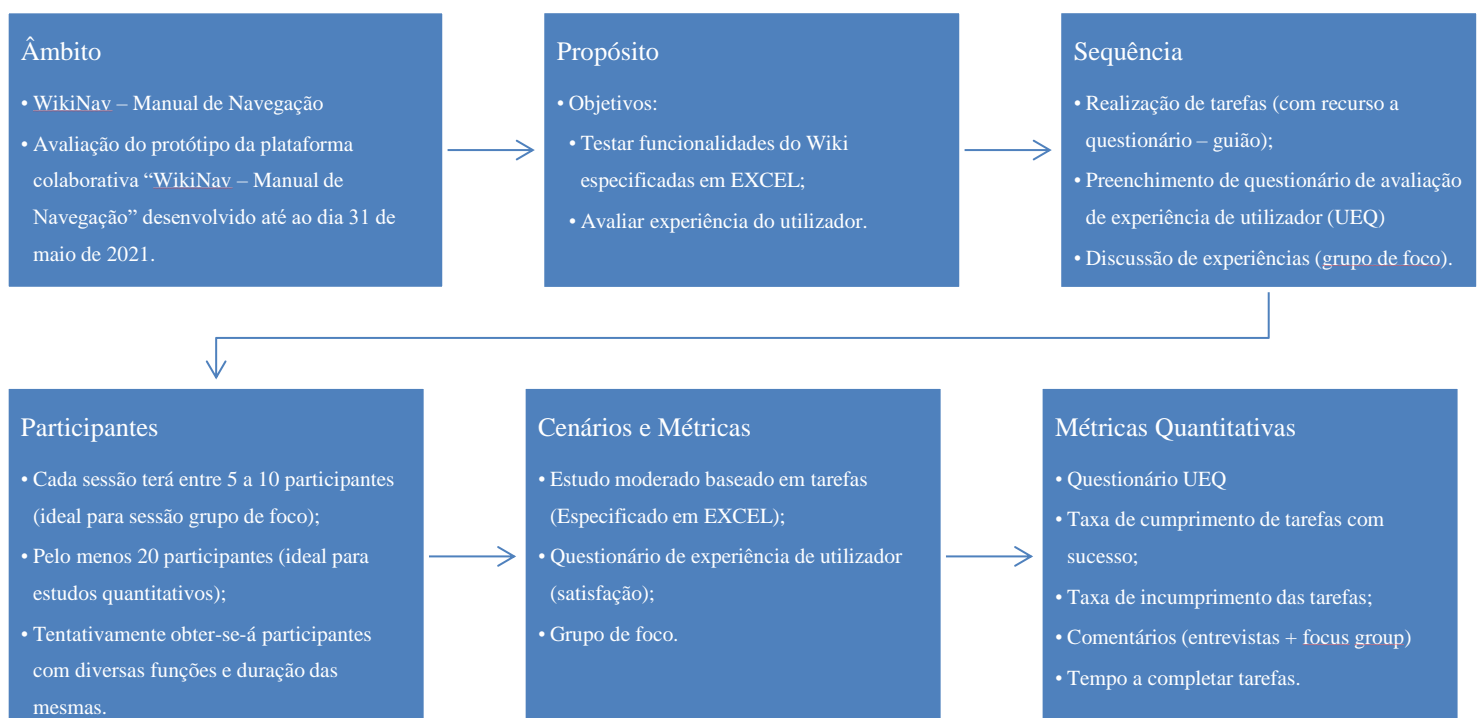 Âmbito
• WikiNav – Manual de Navegação
• Avaliação do protótipo da plataforma
colaborativa “WikiNav – Manual de
Navegação” desenvolvido até ao dia 31 de
maio de 2021.
Propósito
• Objetivos:
• Testar funcionalidades do Wiki
especificadas em EXCEL;
• Avaliar experiência do utilizador.
Sequência
• Realização de tarefas (com recurso a
questionário – guião);
• Preenchimento de questionário de avaliação
de experiência de utilizador (UEQ)
• Discussão de experiências (grupo de foco).
Participantes
• Cada sessão terá entre 5 a 10 participantes
(ideal para sessão grupo de foco);
• Pelo menos 20 participantes (ideal para
estudos quantitativos);
• Tentativamente obter-se-á participantes
com diversas funções e duração das
mesmas.
Cenários e Métricas
• Estudo moderado baseado em tarefas
(Especificado em EXCEL);
• Questionário de experiência de utilizador
(satisfação);
• Grupo de foco.
Métricas Quantitativas
• Questionário UEQ
• Taxa de cumprimento de tarefas com
sucesso;
• Taxa de incumprimento das tarefas;
• Comentários (entrevistas + focus group)
• Tempo a completar tarefas.